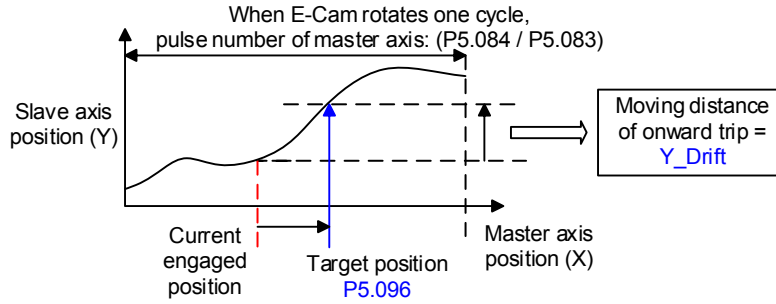 When E-Cam rotates one cycle,
pulse number of master axis: (P5.084 / P5.083)
Slave axis
position (Y)
Moving distance
of onward trip =
Y_Drift
Current
engaged
position
Target position
P5.096
Master axis
position (X)